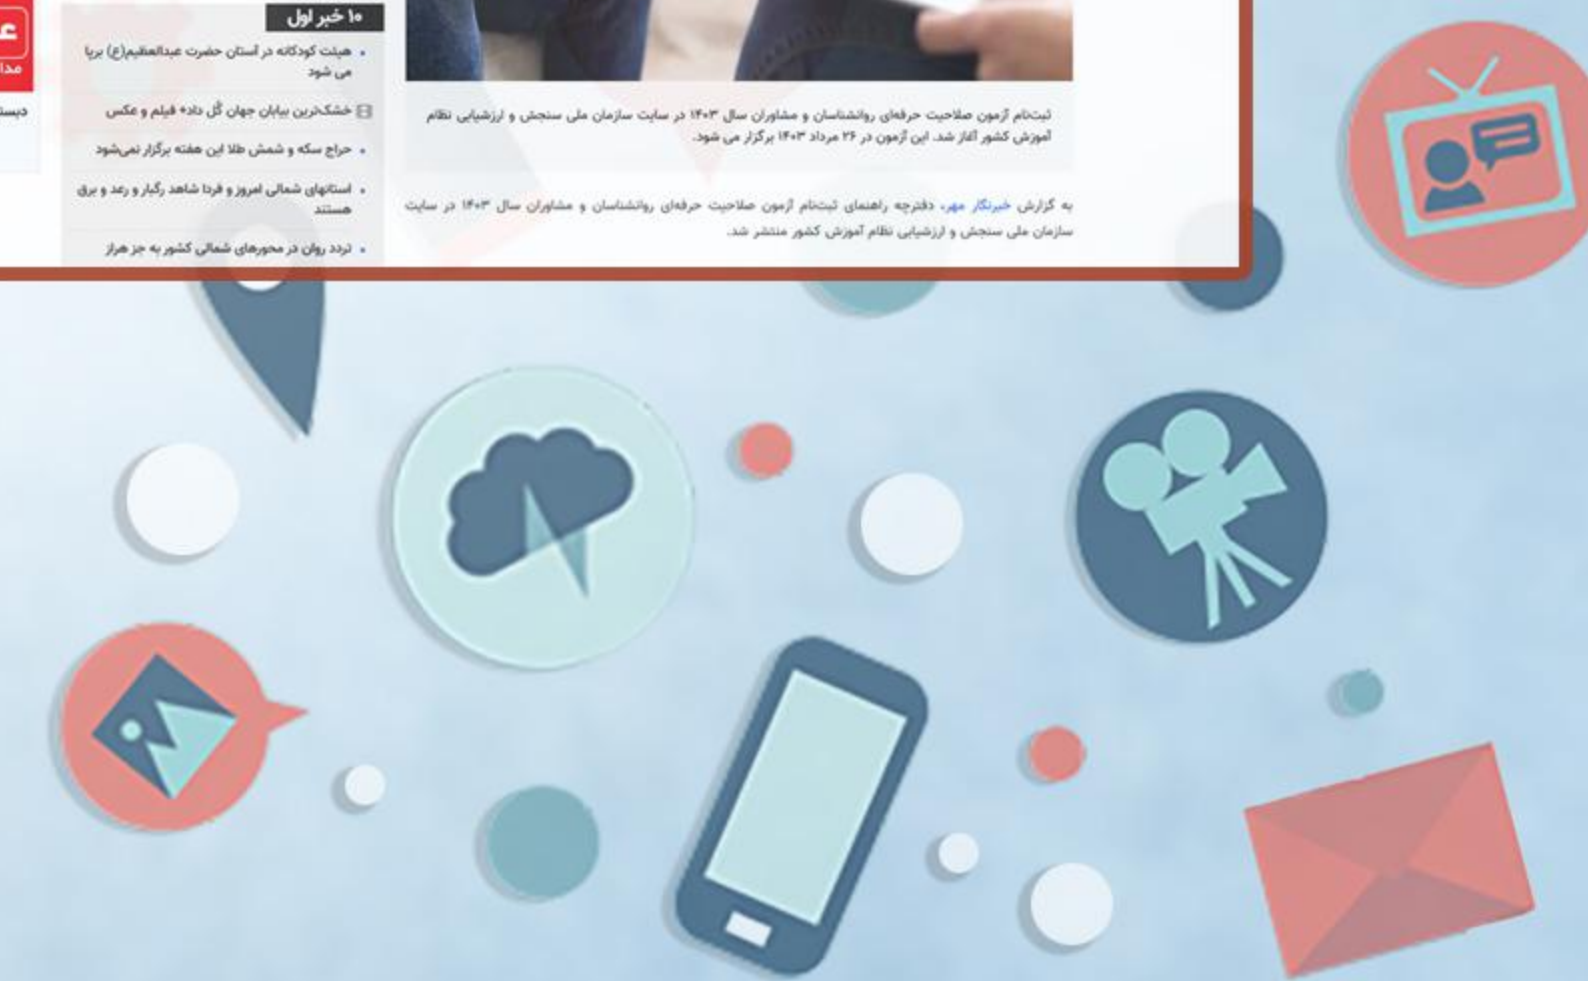 ثبت‌نام آزمون صلاحیت حرفه‌ای روانشناسان و مشاوران سال ۱۴۰۳ در سایت سازمان ملی سنجش و ارزشیابی نظام
آموزش کشور آغاز شد. این آزمون در ۲۶ مرداد ۱۴۰۳ برگزار می شود.
به گزارش خبرنگار مهر، دفترچه راهنمای ثبت‌نام آزمون صلاحیت حرفه‌ای روانشناسان و مشاوران سال ۱۴۰۳ در سایت
سازمان ملی سنجش و ارزشیابی نظام آموزش کشور منتشر شد.
۱۰ خبر اول
هیئت کودکانه در آستان حضرت عبدالعظیم(ع) برپا
می شود
خشک‌ترین بیابان جهان گُل داد+ فیلم و عکس
حراج سکه و شمش طلا این هفته برگزار نمی‌شود
استانهای شمالی امروز و فردا شاهد رگبار و رعد و برق
هستند
تردد روان در محورهای شمالی کشور به جز هراز